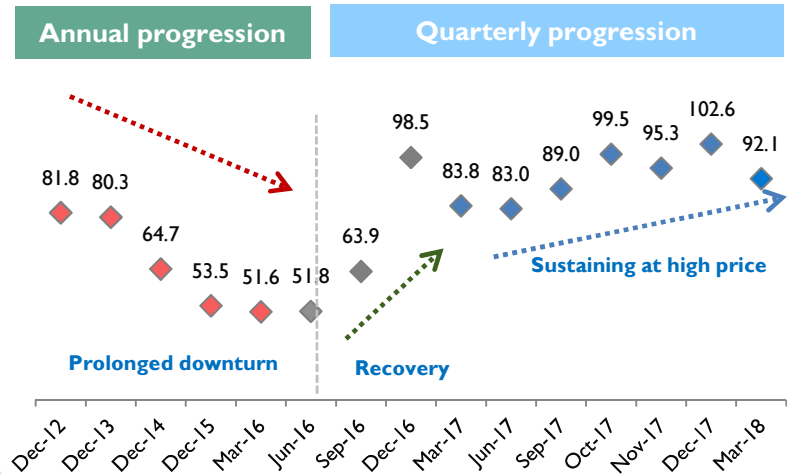 Annual progression
Quarterly progression
81.8
80.3
64.7
53.5
51.6
51.8
63.9
98.5
83.8
83.0
89.0
99.5
95.3
102.6
92.1
Sustaining at high price
Prolonged downturn
Recovery
Dec-12
Dec-13
Dec-14
Dec-15
Mar-16
Jun-16
Sep-16
Dec-16
Mar-17
Jun-17
Sep-17
Oct-17
Nov-17
Dec-17
Mar-18